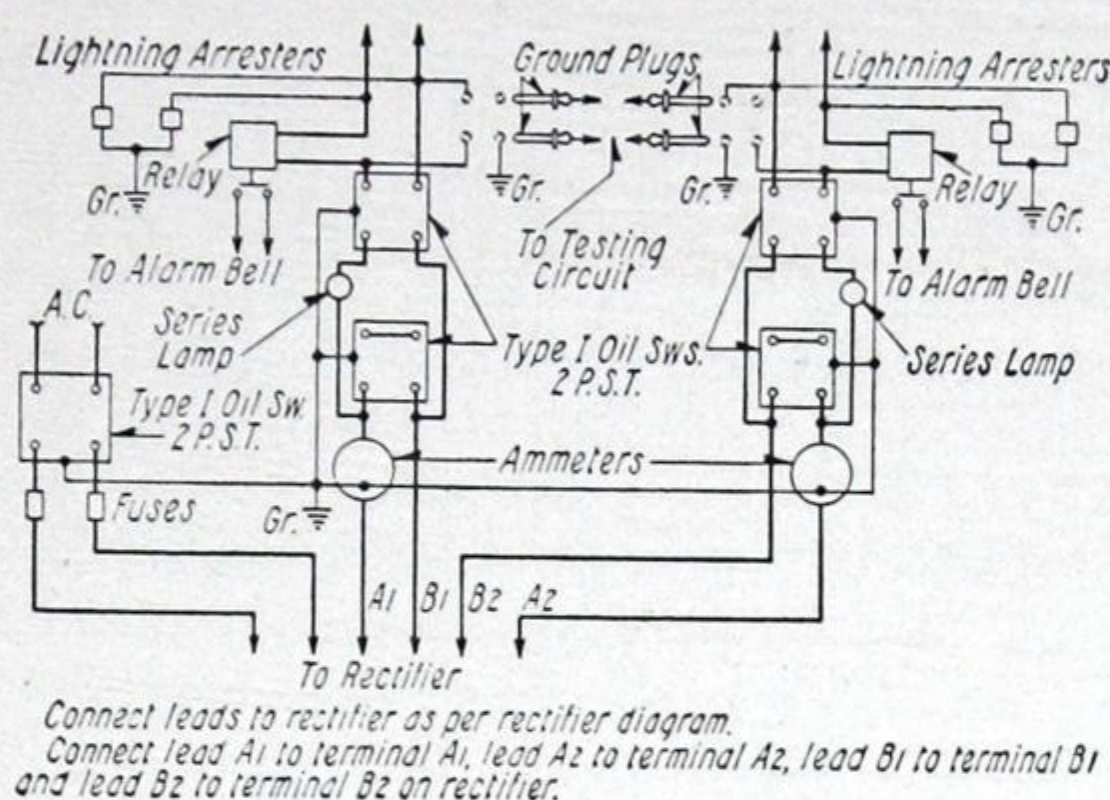 Lightning Arresters
Ground Plugs
Lightning Arresters
Relay
Gr.
Gr.
Gr.
Relay
Gr.
To Alarm Bell
To Testing
Circuit
To Alarm Bell
A.C.
Series
Lamp
Type I Oil Sws.
2 P.S.T.
Series Lamp
Type I Oil Sw.
2 P.S.T.
Ammeters
Fuses
Gr.
A1 B1 B2 A2
To Rectifier
Connect leads to rectifier as per rectifier diagram.
Connect lead A1 to terminal A1, lead A2 to terminal A2, lead B1 to terminal B1
and lead B2 to terminal B2 on rectifier.